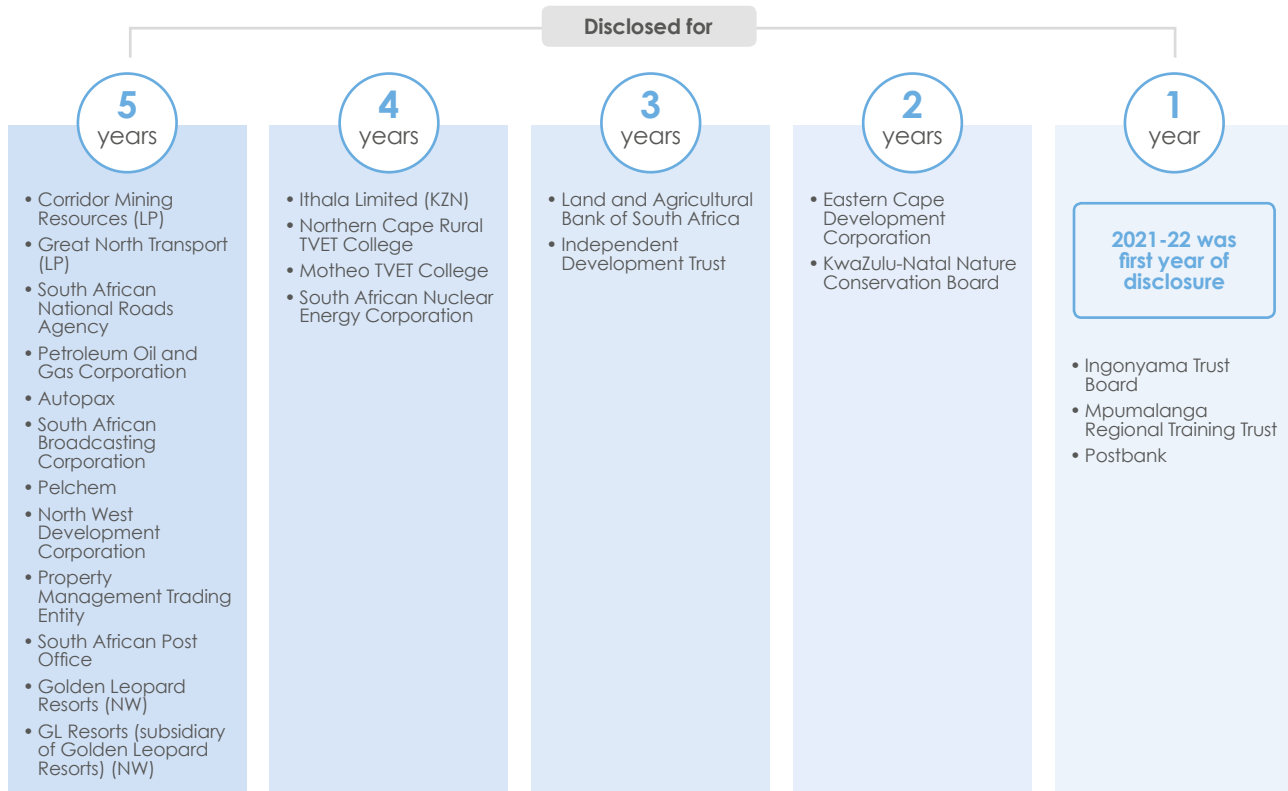 Disclosed for
5
years
• Corridor Mining
Resources (LP)
• Great North Transport
(LP)
• South African
National Roads
Agency
• Petroleum Oil and
Gas Corporation
• Autopax
• South African
Broadcasting
Corporation
• Pelchem
• North West
Development
Corporation
• Property
Management Trading
Entity
• South African Post
Office
• Golden Leopard
Resorts (NW)
• GL Resorts (subsidiary
of Golden Leopard
Resorts) (NW)
4
years
• Ithala Limited (KZN)
• Northern Cape Rural
TVET College
• Motheo TVET College
• South African Nuclear
Energy Corporation
3
years
• Land and Agricultural
Bank of South Africa
• Independent
Development Trust
2
years
• Eastern Cape
Development
Corporation
• KwaZulu-Natal Nature
Conservation Board
1
year
2021-22 was
first year of
disclosure
• Ingonyama Trust
Board
• Mpumalanga
Regional Training Trust
• Postbank